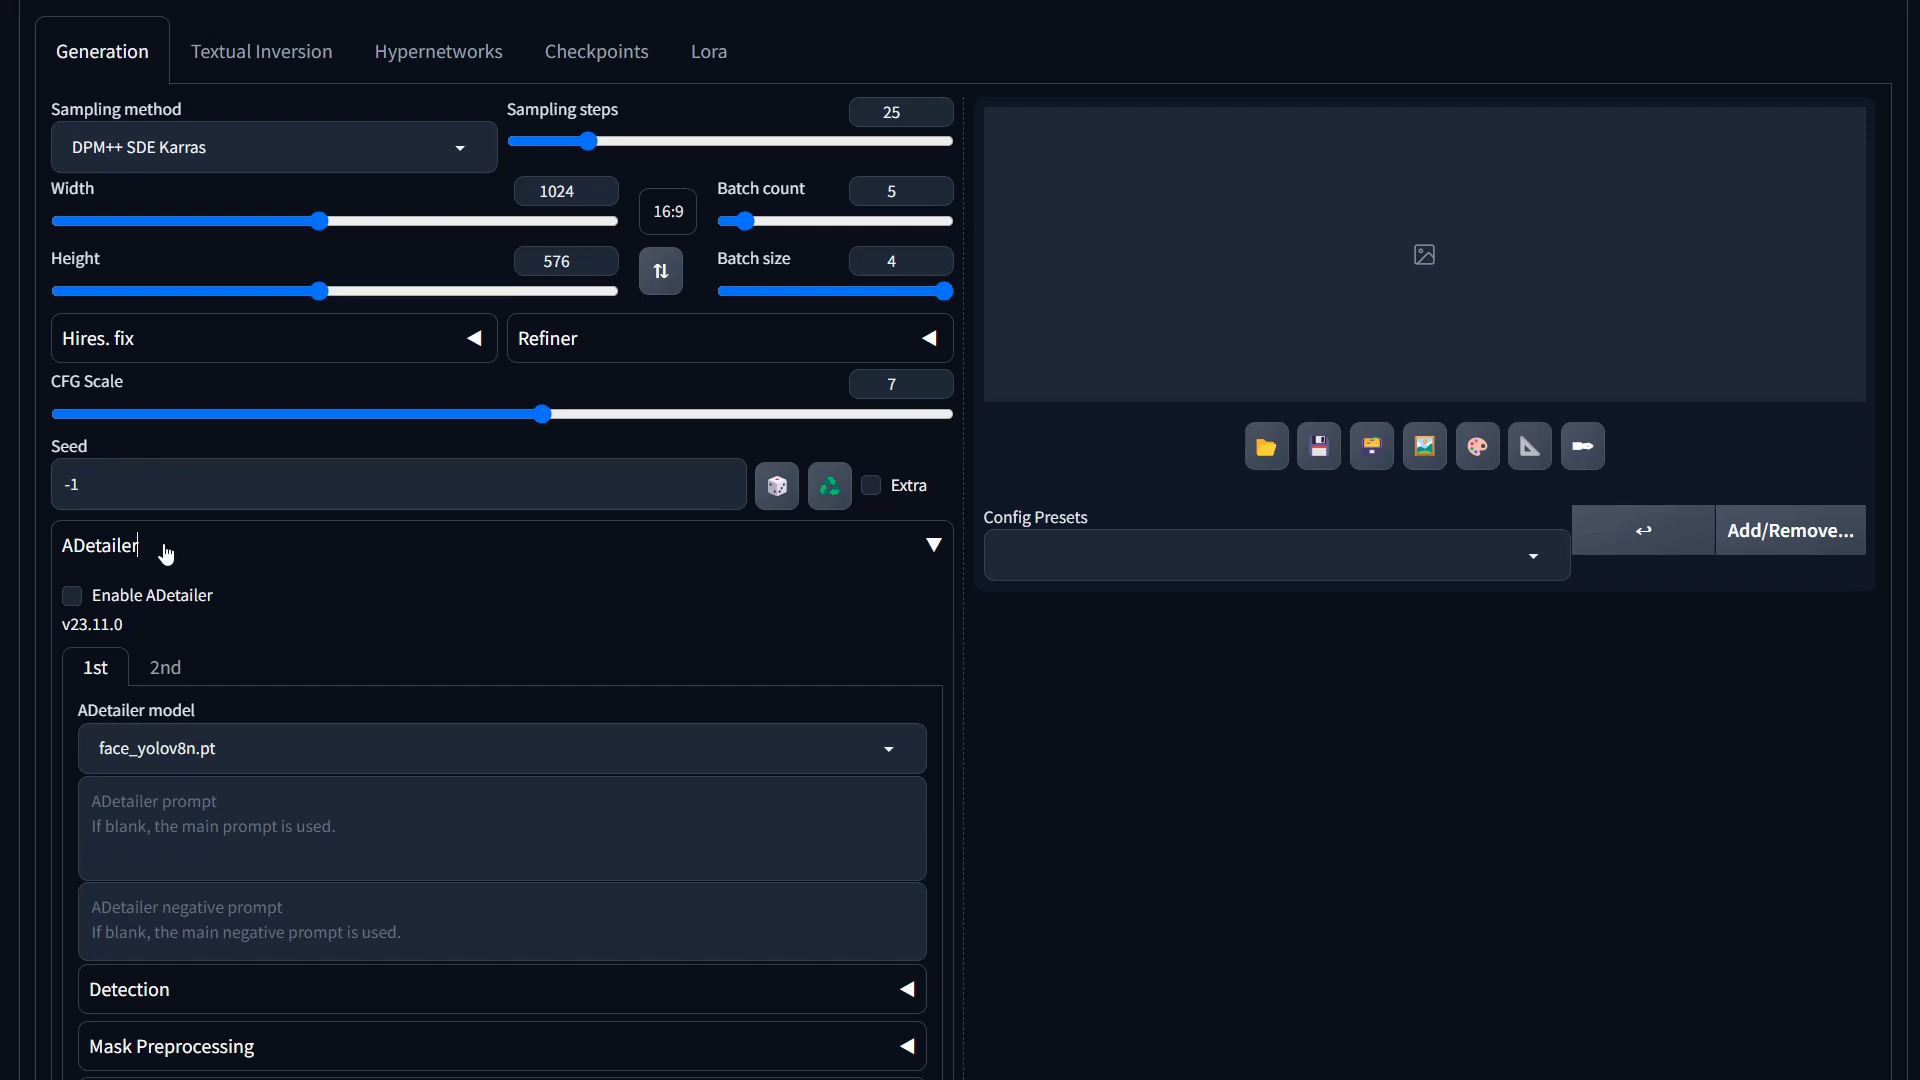 Generation
Textual Inversion
Hypernetworks
Checkpoints
Lora
Sampling method
DPM++ SDE Karras
Sampling steps
25
Width
1024
16:9
Batch count
5
Height
576
Batch size
4
Hires. fix
Refiner
CFG Scale
7
Seed
-1
Extra
ADetailer
Enable ADetailer
v23.11.0
1st
2nd
ADetailer model
face_yolov8n.pt
ADetailer prompt
If blank, the main prompt is used.
ADetailer negative prompt
If blank, the main negative prompt is used.
Detection
Mask Preprocessing
Config Presets
Add/Remove...